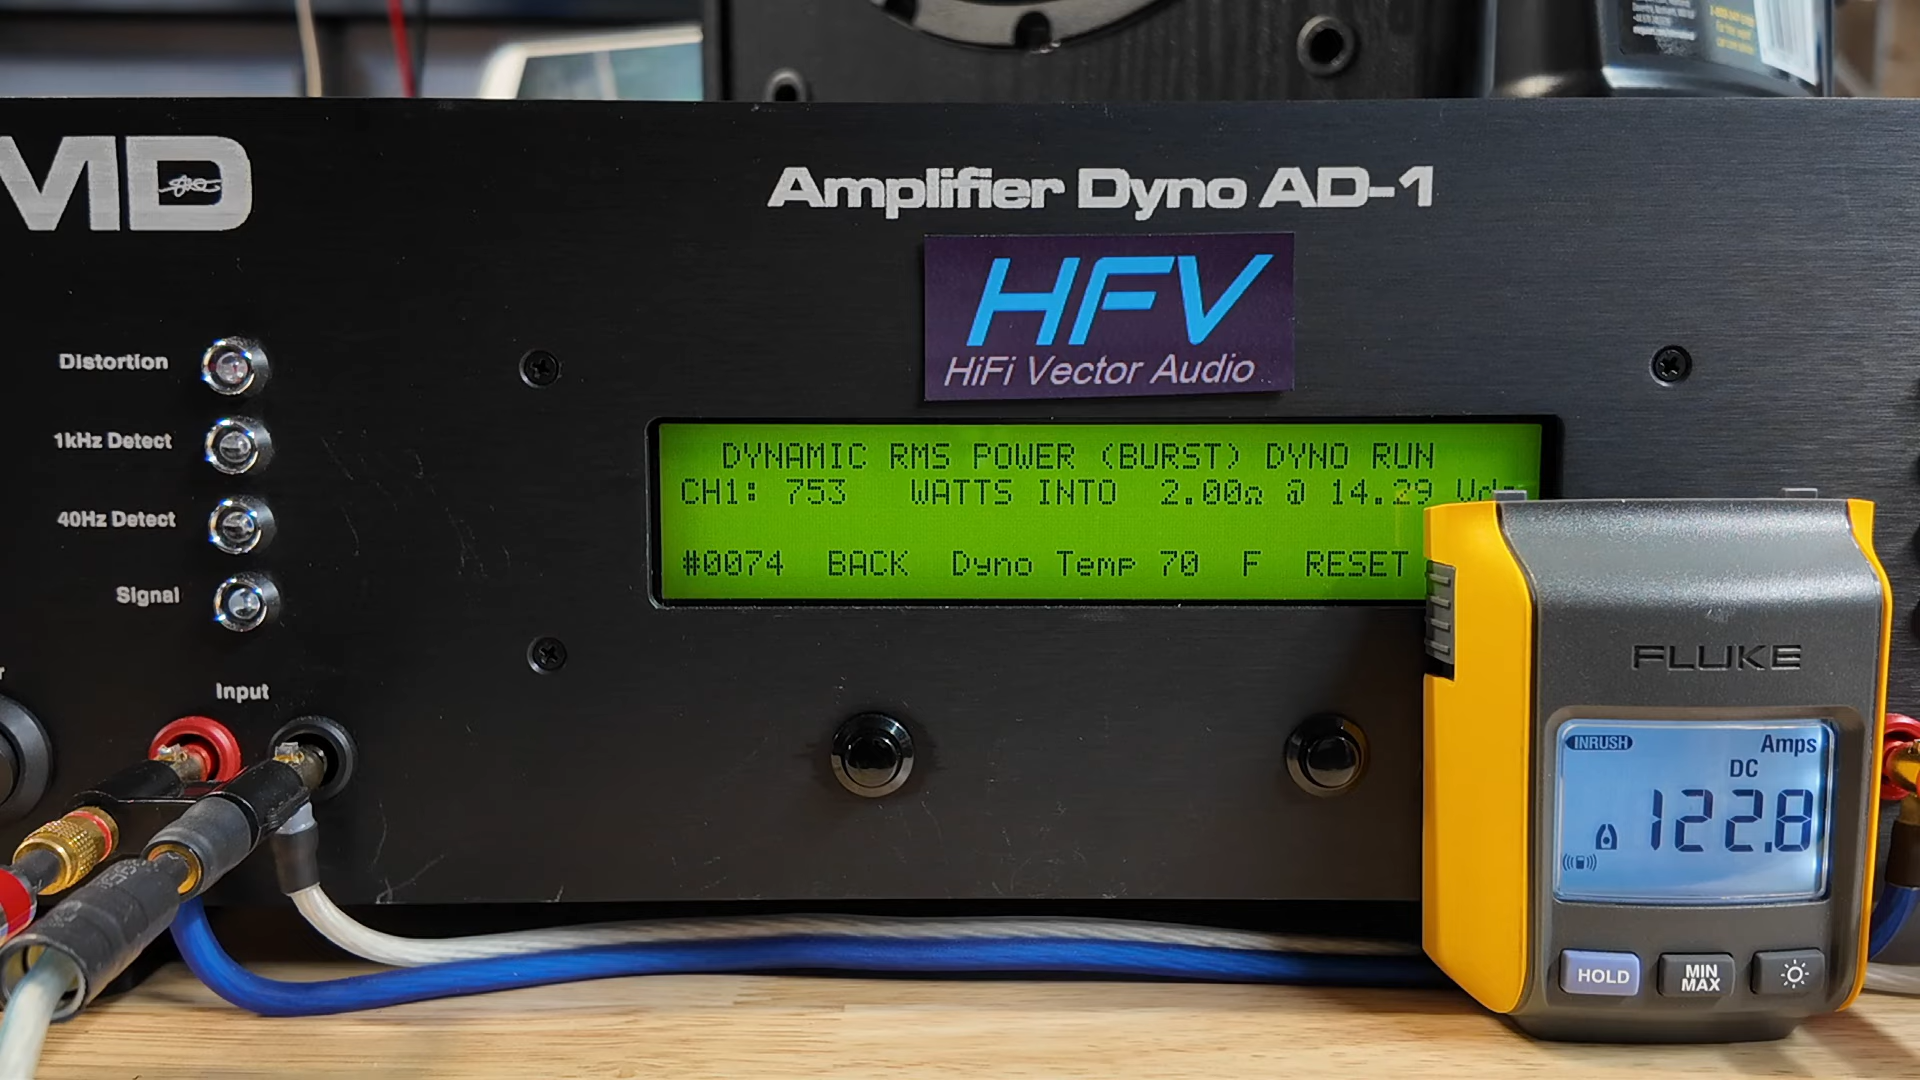 MD
Amplifier Dyno AD-1
HFV
HiFi Vector Audio
Distortion
1kHz Detect
40Hz Detect
Signal
Input
DYNAMIC RMS POWER (BURST) DYNO RUN
CH1: 753 WATTS INTO 2.00Ω @ 14.29 Vdc
#0074 BACK Dyno Temp 70 F RESET
FLUKE
INRUSH Amps
DC
122.8
HOLD
MIN
MAX